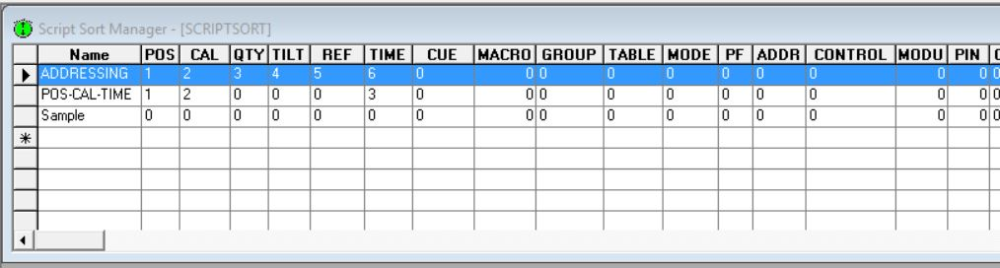 Script Sort Manager - [SCRIPTSORT]
Name POS CAL QTY TILT REF TIME CUE MACRO GROUP TABLE MODE PF ADDR CONTROL MODU PIN
ADDRESSING 1 2 3 4 5 6 0 0 0 0 0 0 0 0 0 0 0
POS-CAL-TIME 1 2 0 0 0 3 0 0 0 0 0 0 0 0 0 0 0
Sample 0 0 0 0 0 0 0 0 0 0 0 0 0 0 0 0 0